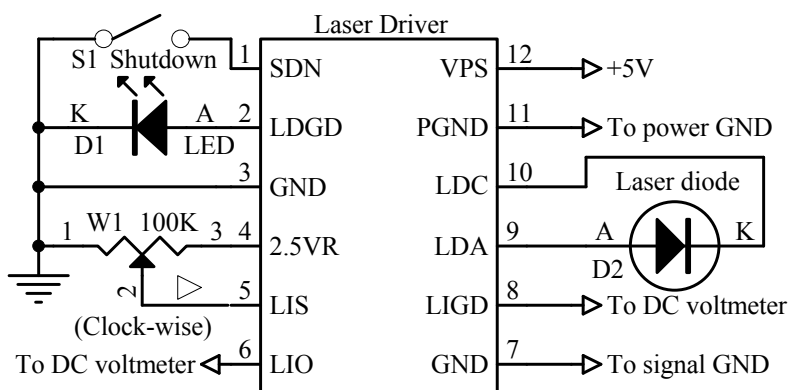 Laser Driver
S1 Shutdown
1 SDN
VPS 12 +5V
K A 2 LDGD
D1 LED
PGND 11 To power GND
3 GND
LDC 10
Laser diode
1 W1 100K 3 4 2.5VR
LDA 9 A K
D2
2
5 LIS
LIGD 8 To DC voltmeter
(Clock-wise)
To DC voltmeter 6 LIO
GND 7 To signal GND